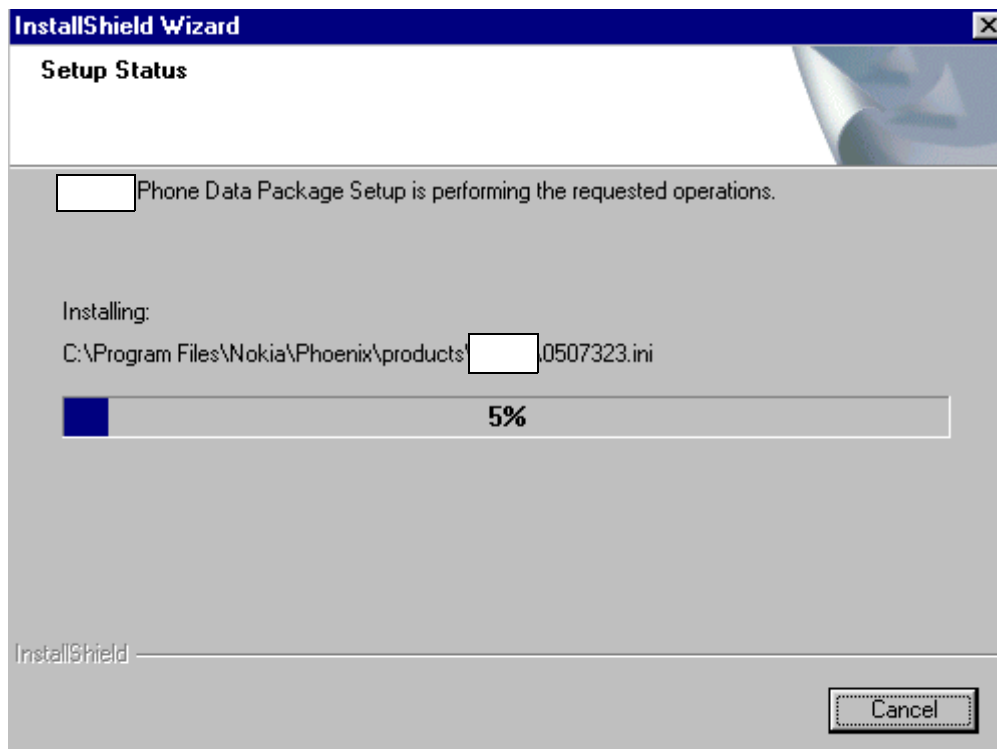 InstallShield Wizard
Setup Status
Phone Data Package Setup is performing the requested operations.
Installing:
C:\Program Files\Nokia\Phoenix\products\ \0507323.ini
5%
InstallShield
Cancel